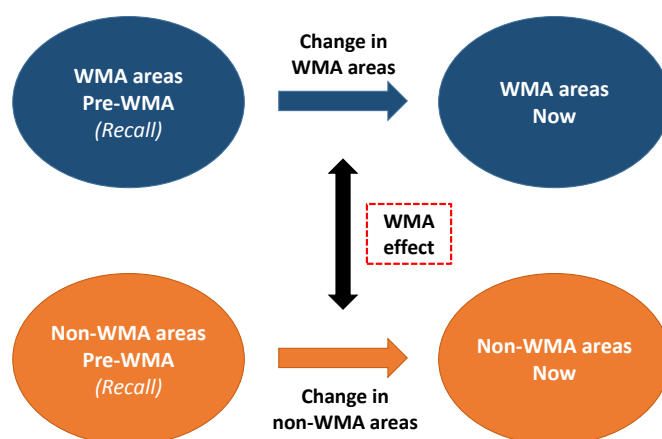 WMA areas
Pre-WMA
(Recall)
Change in
WMA areas
WMA areas
Now
WMA
effect
Non-WMA areas
Pre-WMA
(Recall)
Change in
non-WMA areas
Non-WMA areas
Now